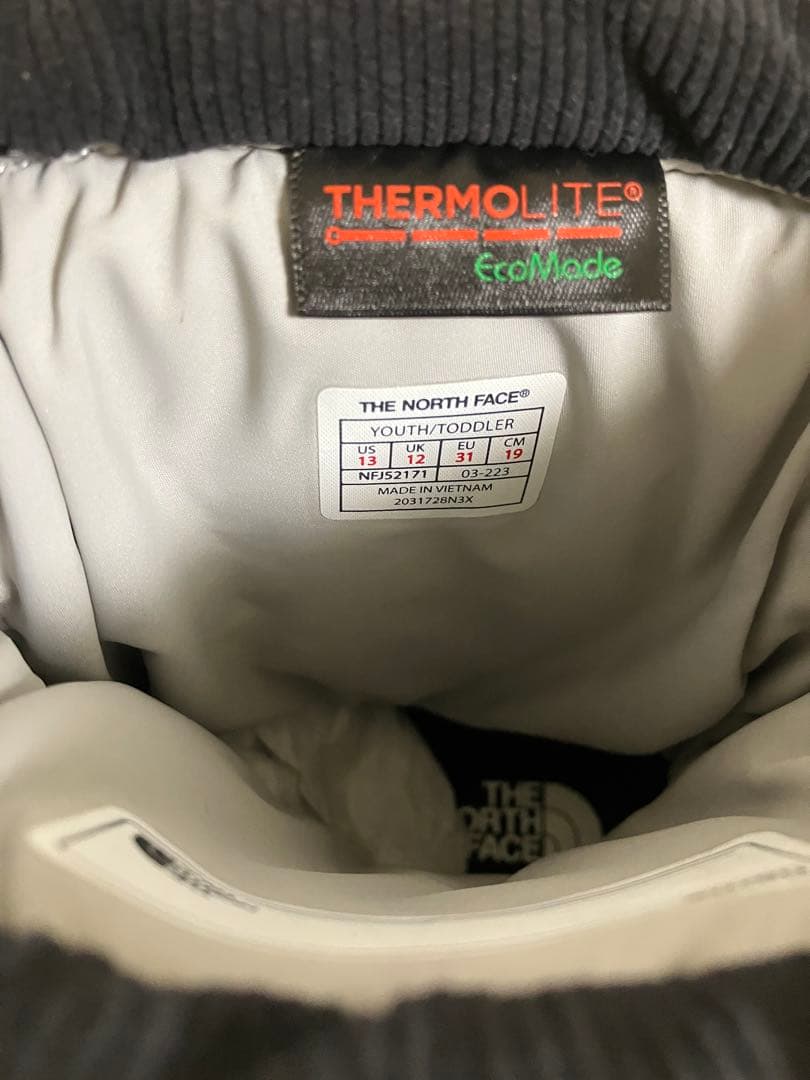 THERMOLITE®
EcoMade
THE NORTH FACE®
YOUTH/TODDLER
US UK EU CM
13 12 31 19
NFJ52171 03-223
MADE IN VIETNAM
2031728N3X
THE
NORTH
FACE